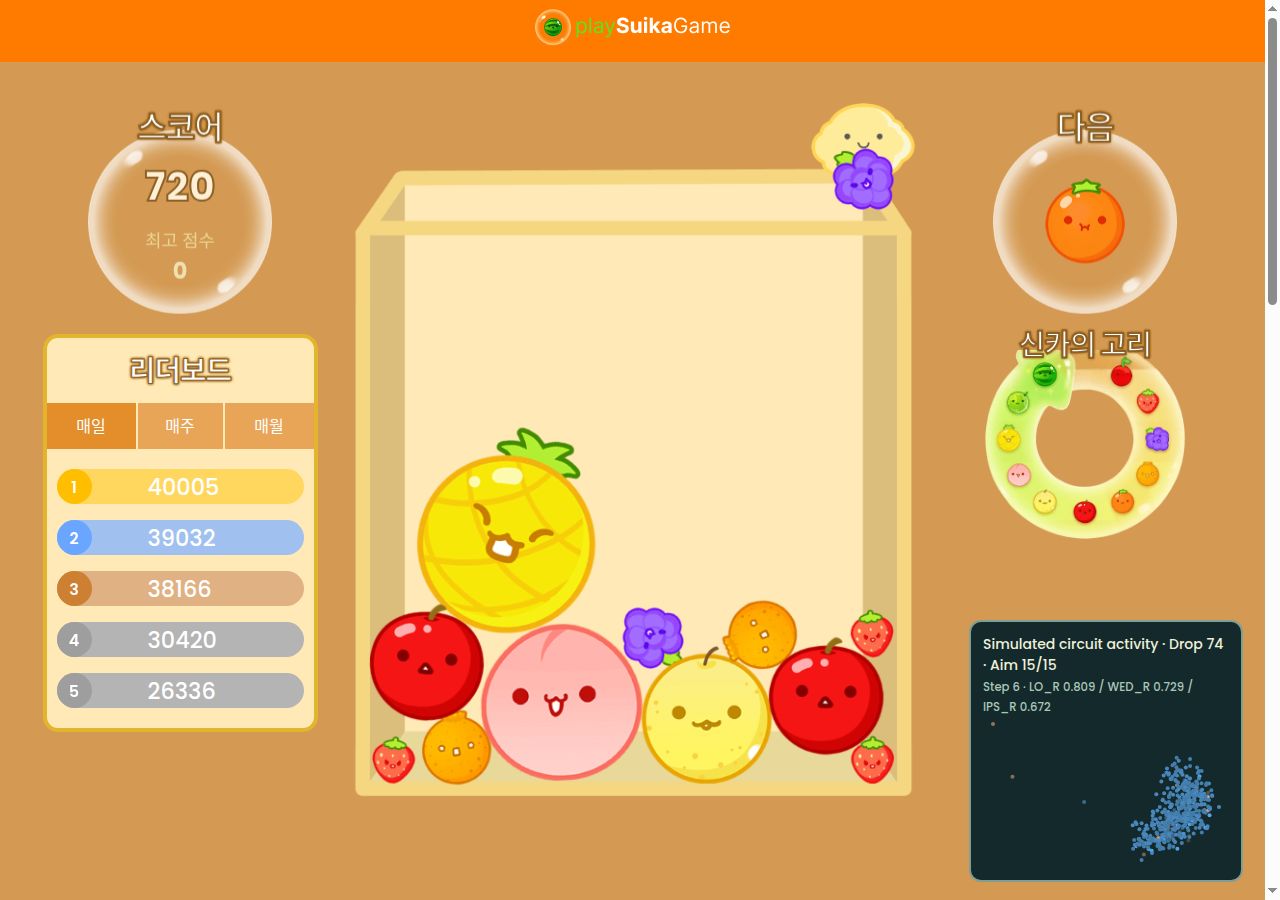 playSuikaGame
스코어
720
최고 점수
0
다음
리더보드
매일 매주 매월
1 40005
2 39032
3 38166
4 30420
5 26336
신카의 고리
Simulated circuit activity · Drop 74
· Aim 15/15
Step 6 · LO_R 0.809 / WED_R 0.729 /
IPS_R 0.672